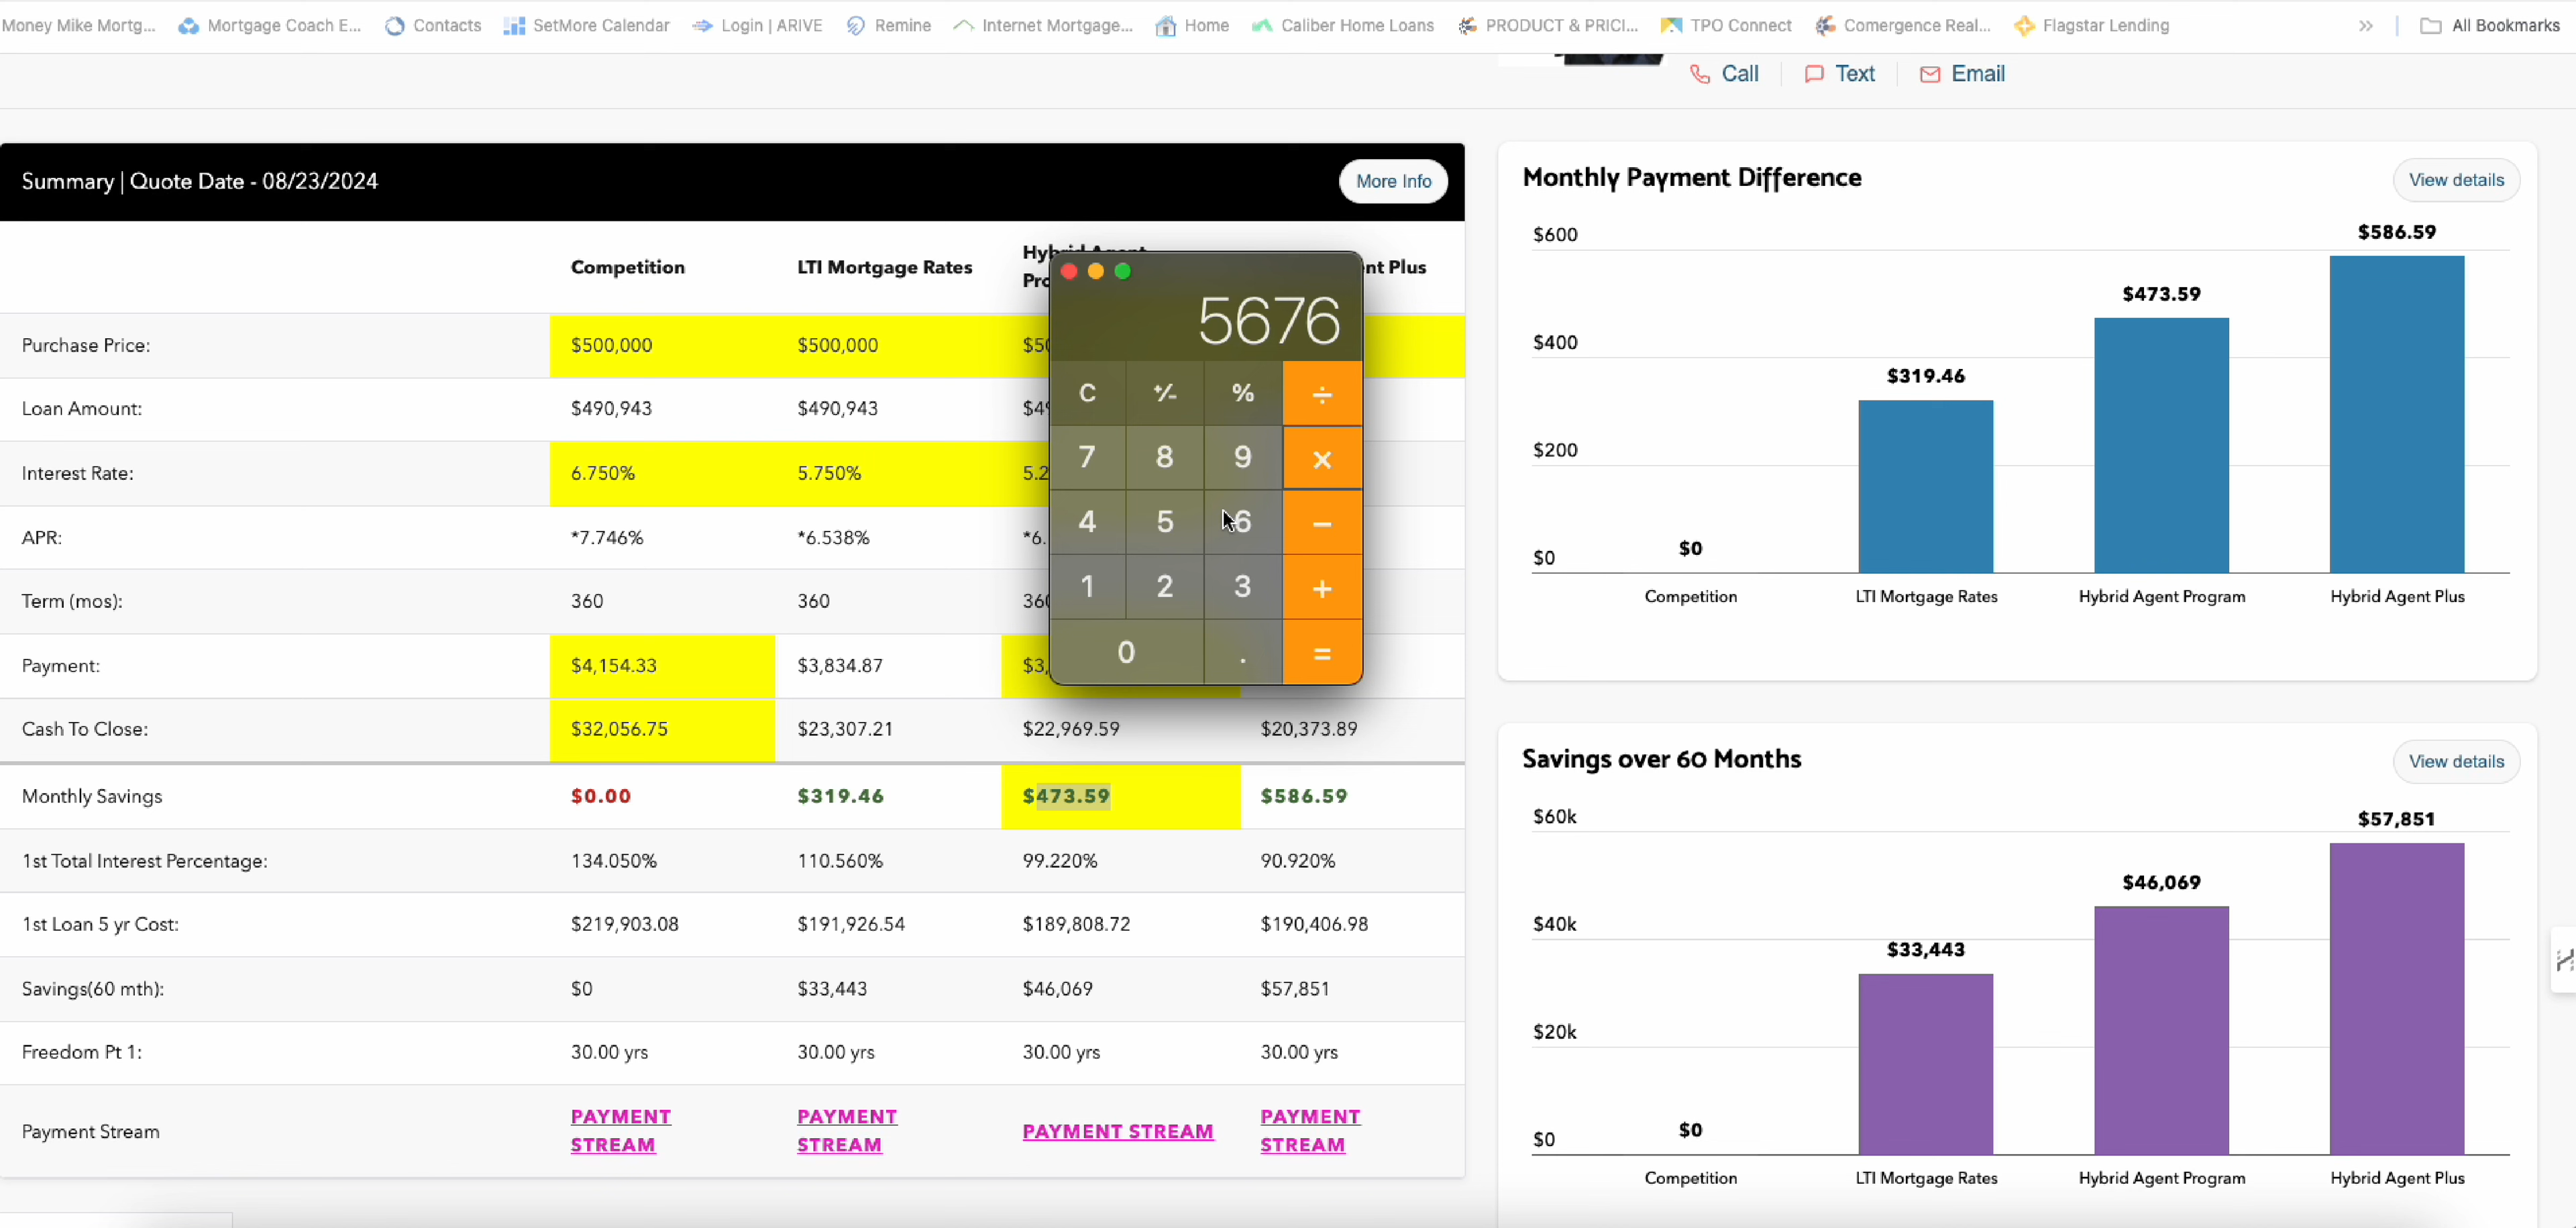 Money Mike Mortg... Mortgage Coach E... Contacts SetMore Calendar Login | ARIVE Remine Internet Mortgage... Home Caliber Home Loans PRODUCT & PRICI... TPO Connect Comergence Real... Flagstar Lending » All Bookmarks
Call Text Email
Summary | Quote Date - 08/23/2024 More Info
Competition LTI Mortgage Rates nt Plus
Purchase Price: $500,000 $500,000
Loan Amount: $490,943 $490,943
Interest Rate: 6.750% 5.750% 5.2
APR: *7.746% *6.538% *6.
Term (mos): 360 360 360
Payment: $4,154.33 $3,834.87 $3,
Cash To Close: $32,056.75 $23,307.21 $22,969.59 $20,373.89
Monthly Savings $0.00 $319.46 $473.59 $586.59
1st Total Interest Percentage: 134.050% 110.560% 99.220% 90.920%
1st Loan 5 yr Cost: $219,903.08 $191,926.54 $189,808.72 $190,406.98
Savings(60 mth): $0 $33,443 $46,069 $57,851
Freedom Pt 1: 30.00 yrs 30.00 yrs 30.00 yrs 30.00 yrs
Payment Stream PAYMENT STREAM PAYMENT STREAM PAYMENT STREAM PAYMENT STREAM
5676
C +⁄- % ÷
7 8 9 ×
4 5 6 −
1 2 3 +
0 . =
Monthly Payment Difference View details
$600
$400
$200
$0
$0 $319.46 $473.59 $586.59
Competition LTI Mortgage Rates Hybrid Agent Program Hybrid Agent Plus
Savings over 60 Months View details
$60k
$40k
$20k
$0
$0 $33,443 $46,069 $57,851
Competition LTI Mortgage Rates Hybrid Agent Program Hybrid Agent Plus